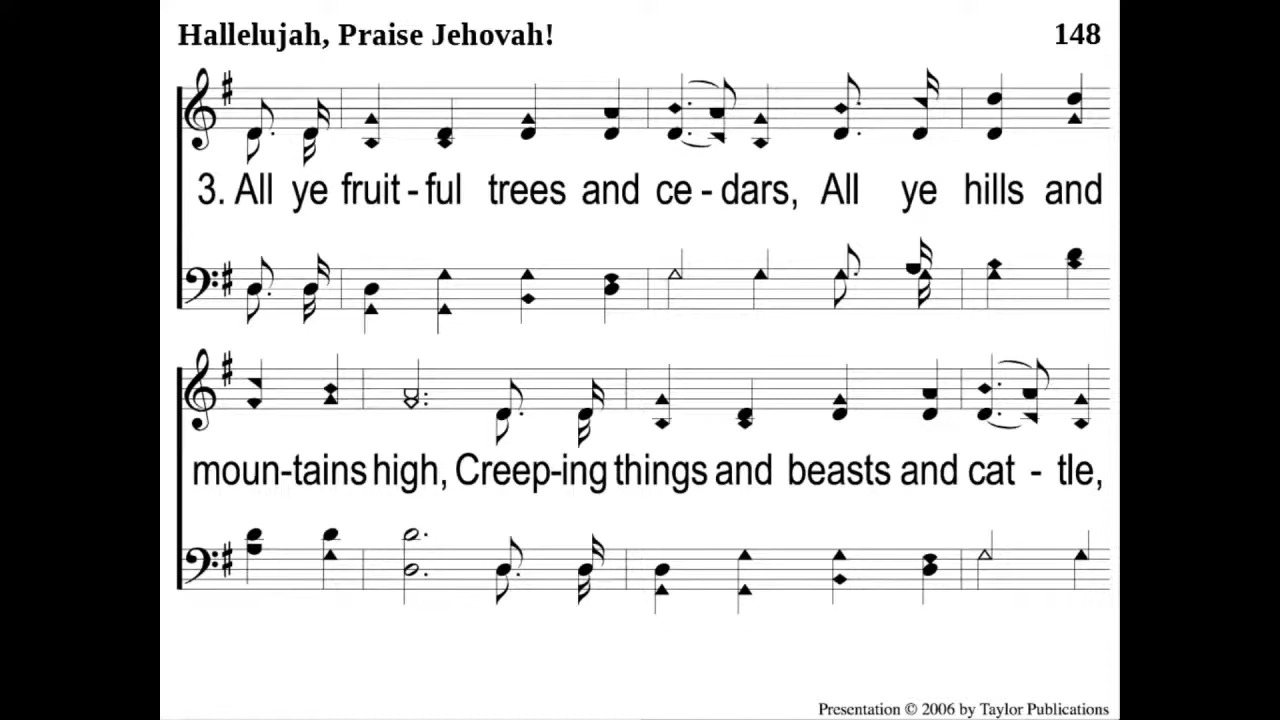 Hallelujah, Praise Jehovah! 148
3. All ye fruit - ful trees and ce - dars, All ye hills and
moun-tains high, Creep-ing things and beasts and cat - tle,
Presentation © 2006 by Taylor Publications